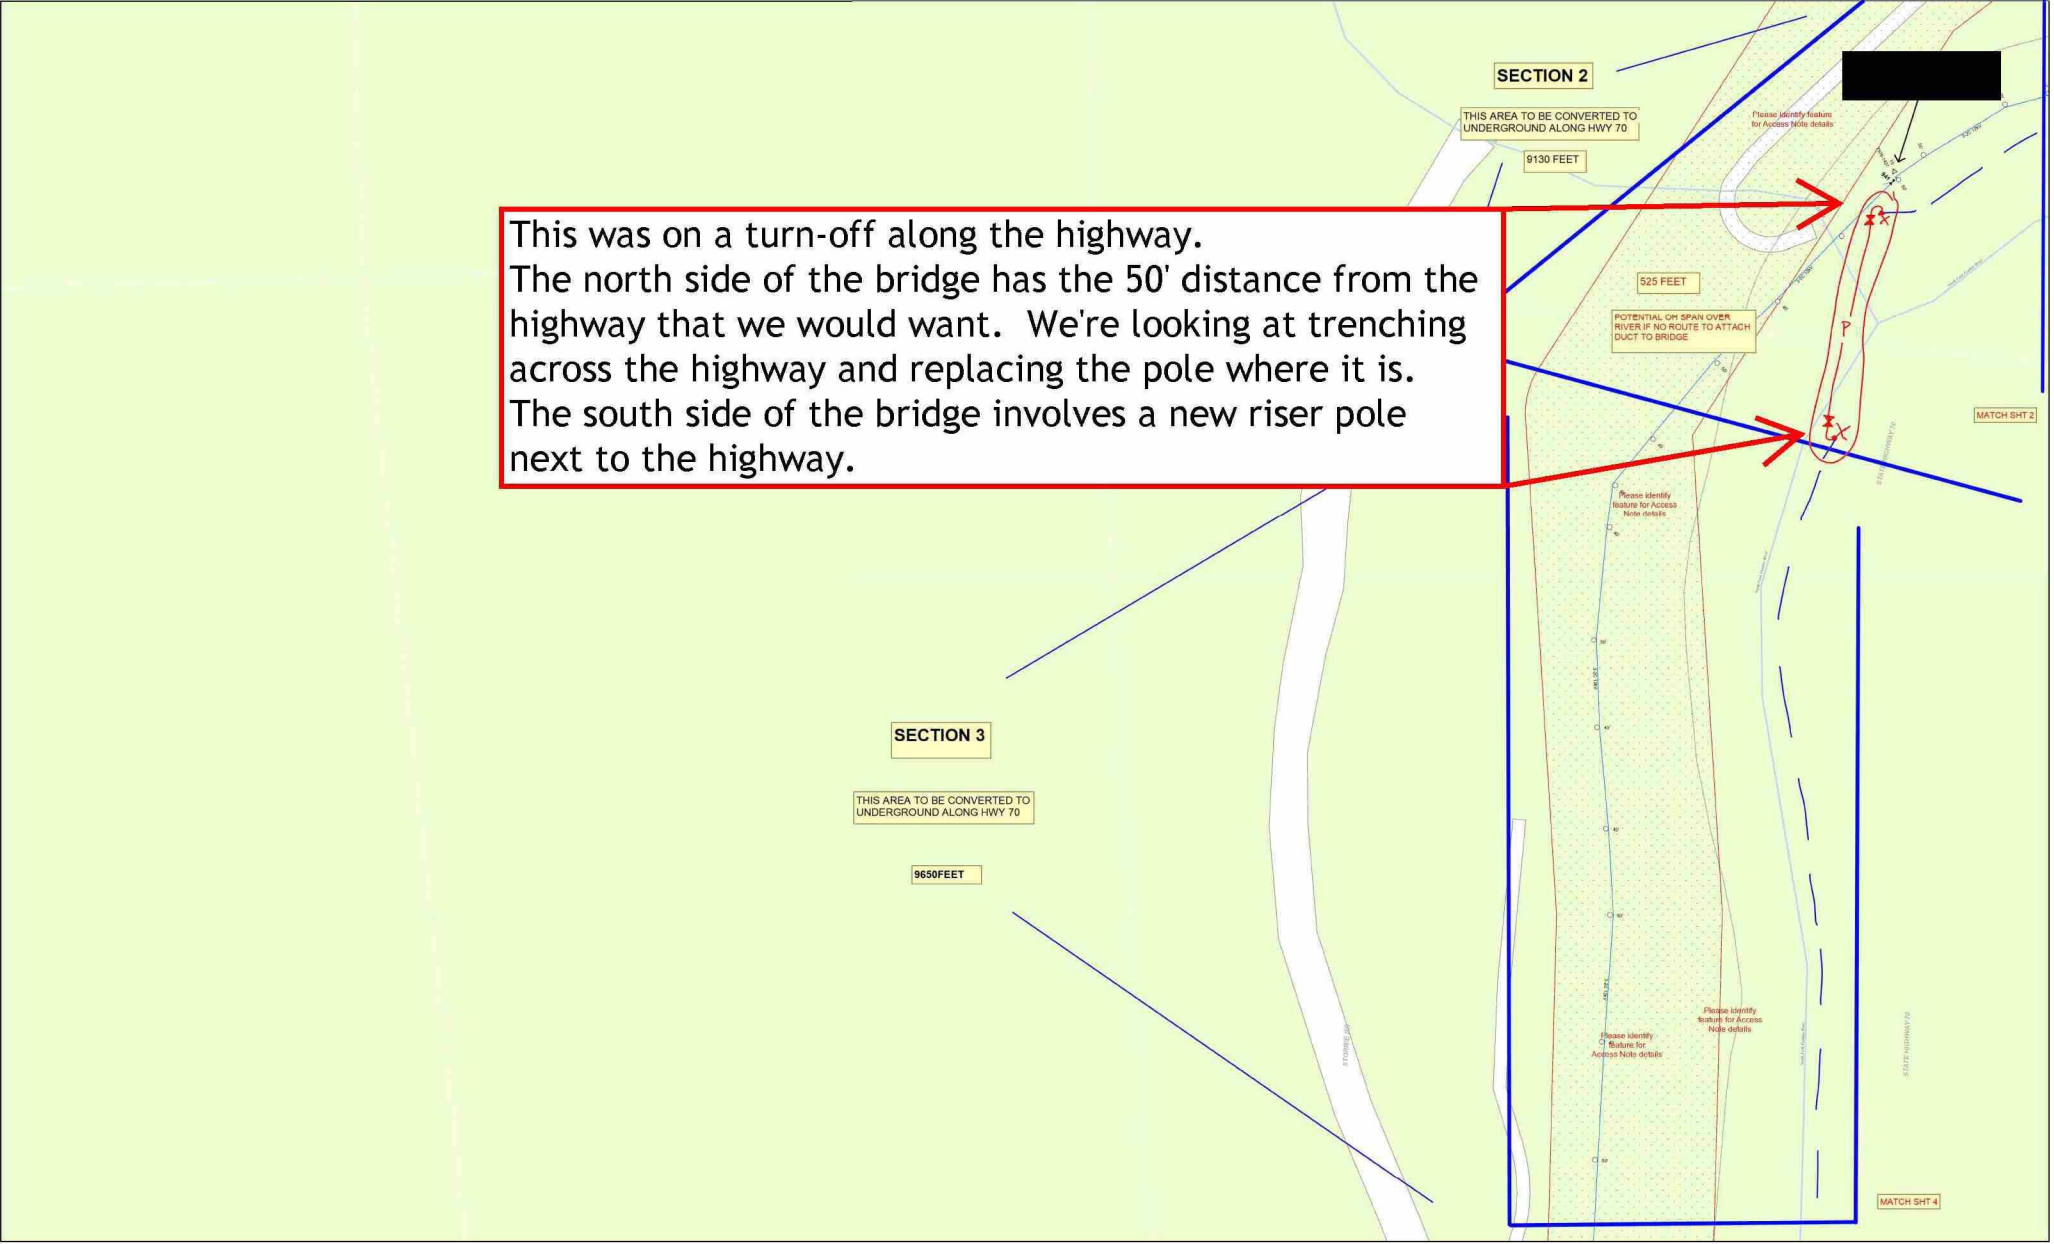 SECTION 2
THIS AREA TO BE CONVERTED TO
UNDERGROUND ALONG HWY 70
9130 FEET
Please identify feature
for Access Note details
This was on a turn-off along the highway.
The north side of the bridge has the 50' distance from the
highway that we would want.  We're looking at trenching
across the highway and replacing the pole where it is.
The south side of the bridge involves a new riser pole
next to the highway.
525 FEET
POTENTIAL OH SPAN OVER
RIVER IF NO ROUTE TO ATTACH
DUCT TO BRIDGE
P
MATCH SHT 2
STATE HIGHWAY 70
Please identify
feature for Access
Note details
SECTION 3
THIS AREA TO BE CONVERTED TO
UNDERGROUND ALONG HWY 70
9650FEET
Please identify
feature for Access
Note details
Please identify
feature for
Access Note details
STATE HIGHWAY 70
MATCH SHT 4